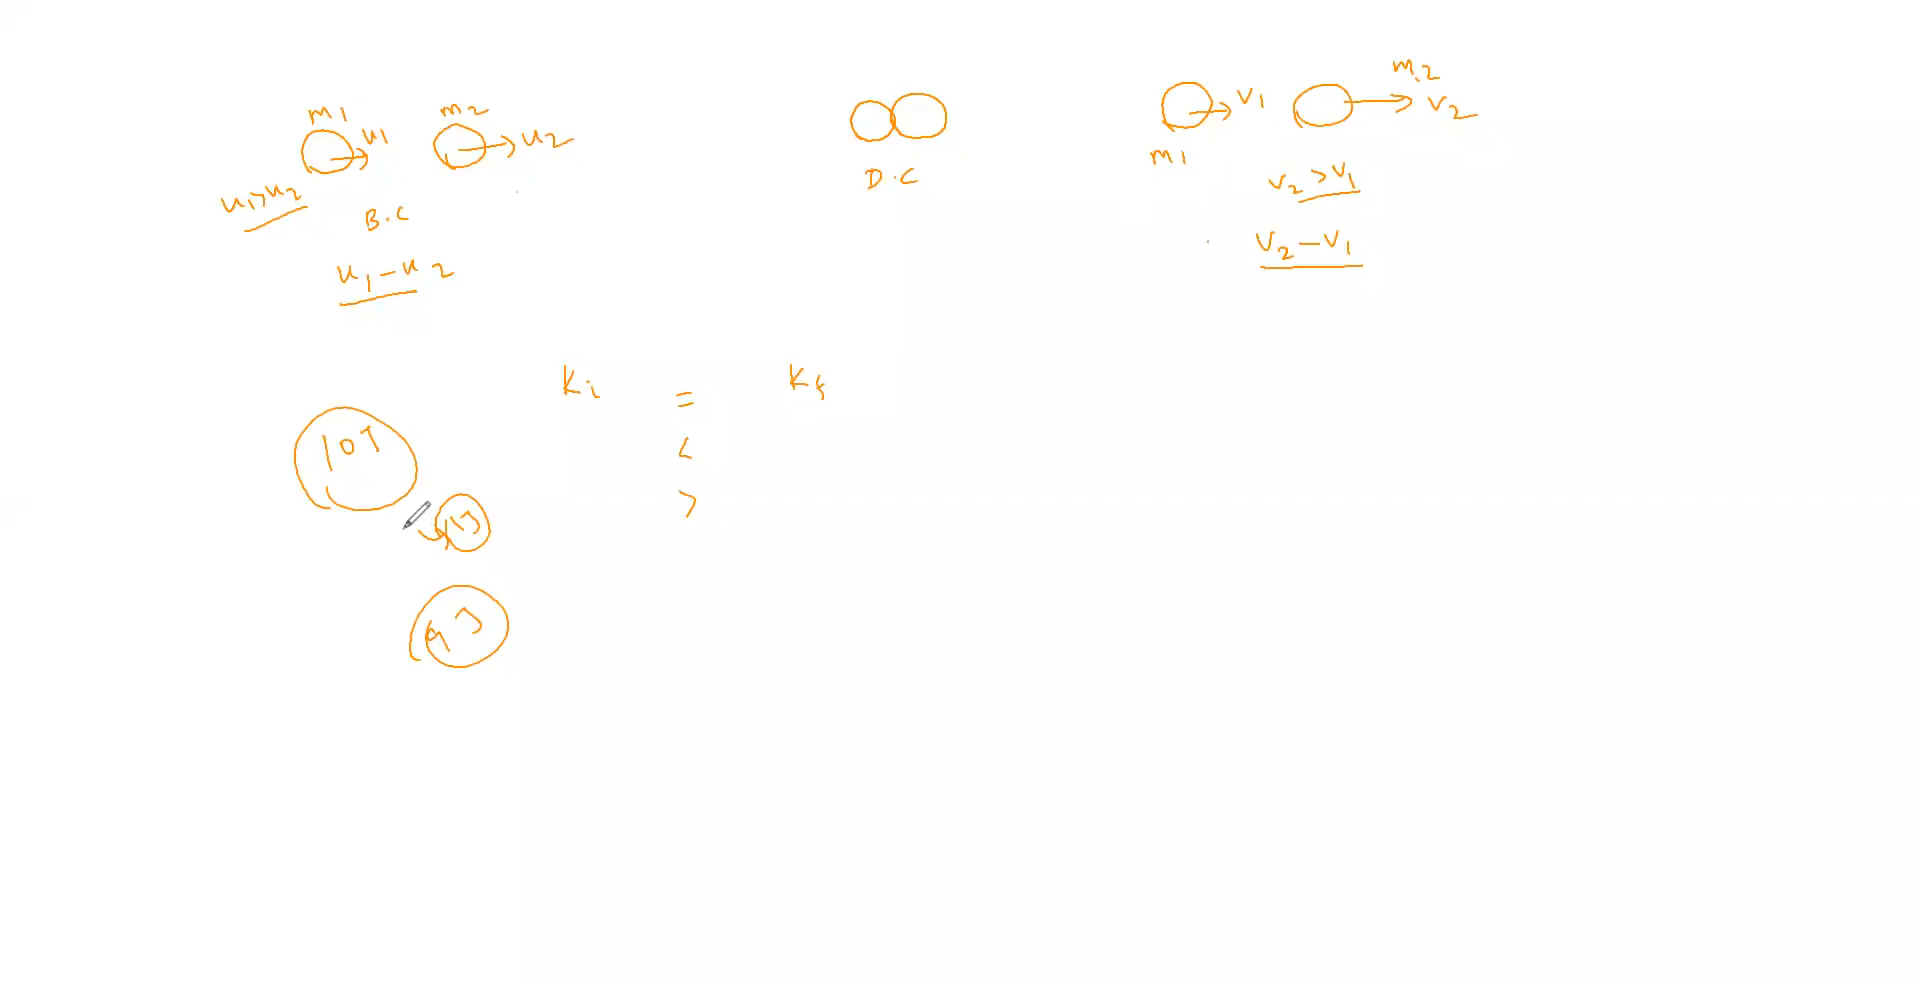 m1 m2
u1 u2
u1>u2
B.C
u1-u2
D.C
m2
v1 v2
m1
v2>v1
v2-v1
Ki = Kf
<
>
10J
1J
9J